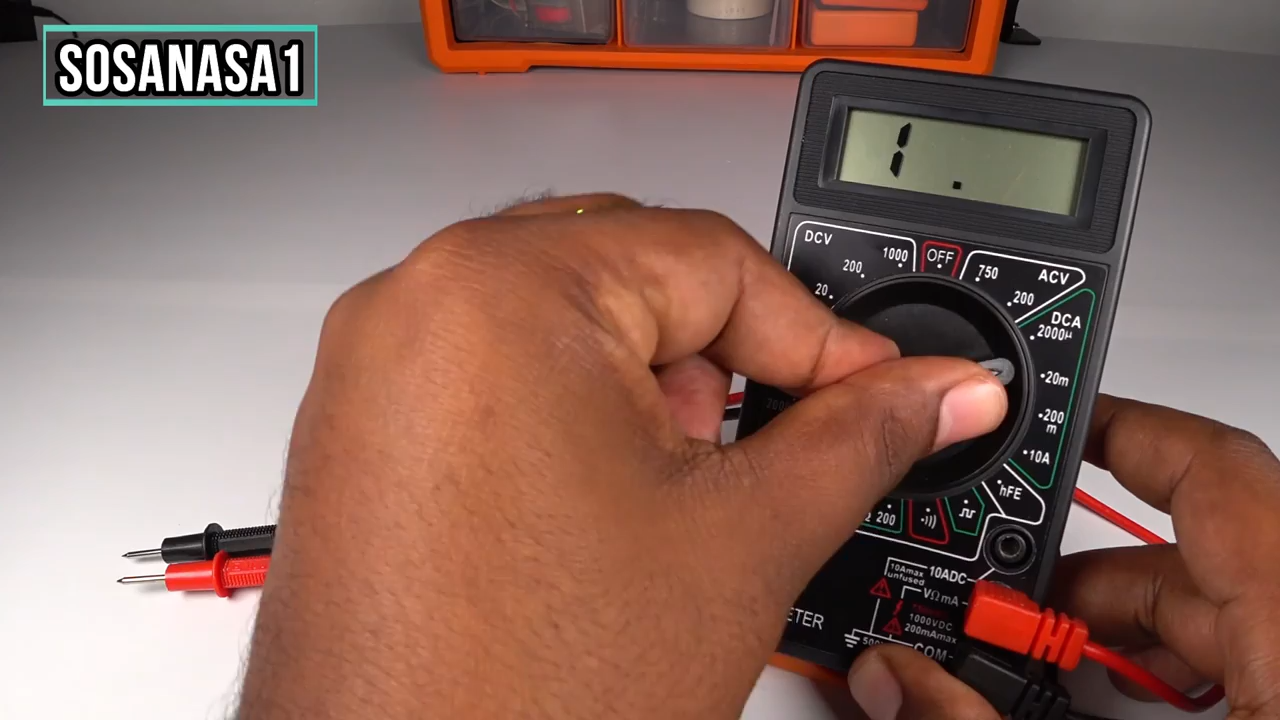 SOSANASA1
1.
DCV
1000
OFF
750
ACV
200
200
20
DCA
2000µ
20m
200
m
10A
hFE
200
10Amax
unfused
10ADC
VΩmA
1000VDC
200mAmax
COM
ETER